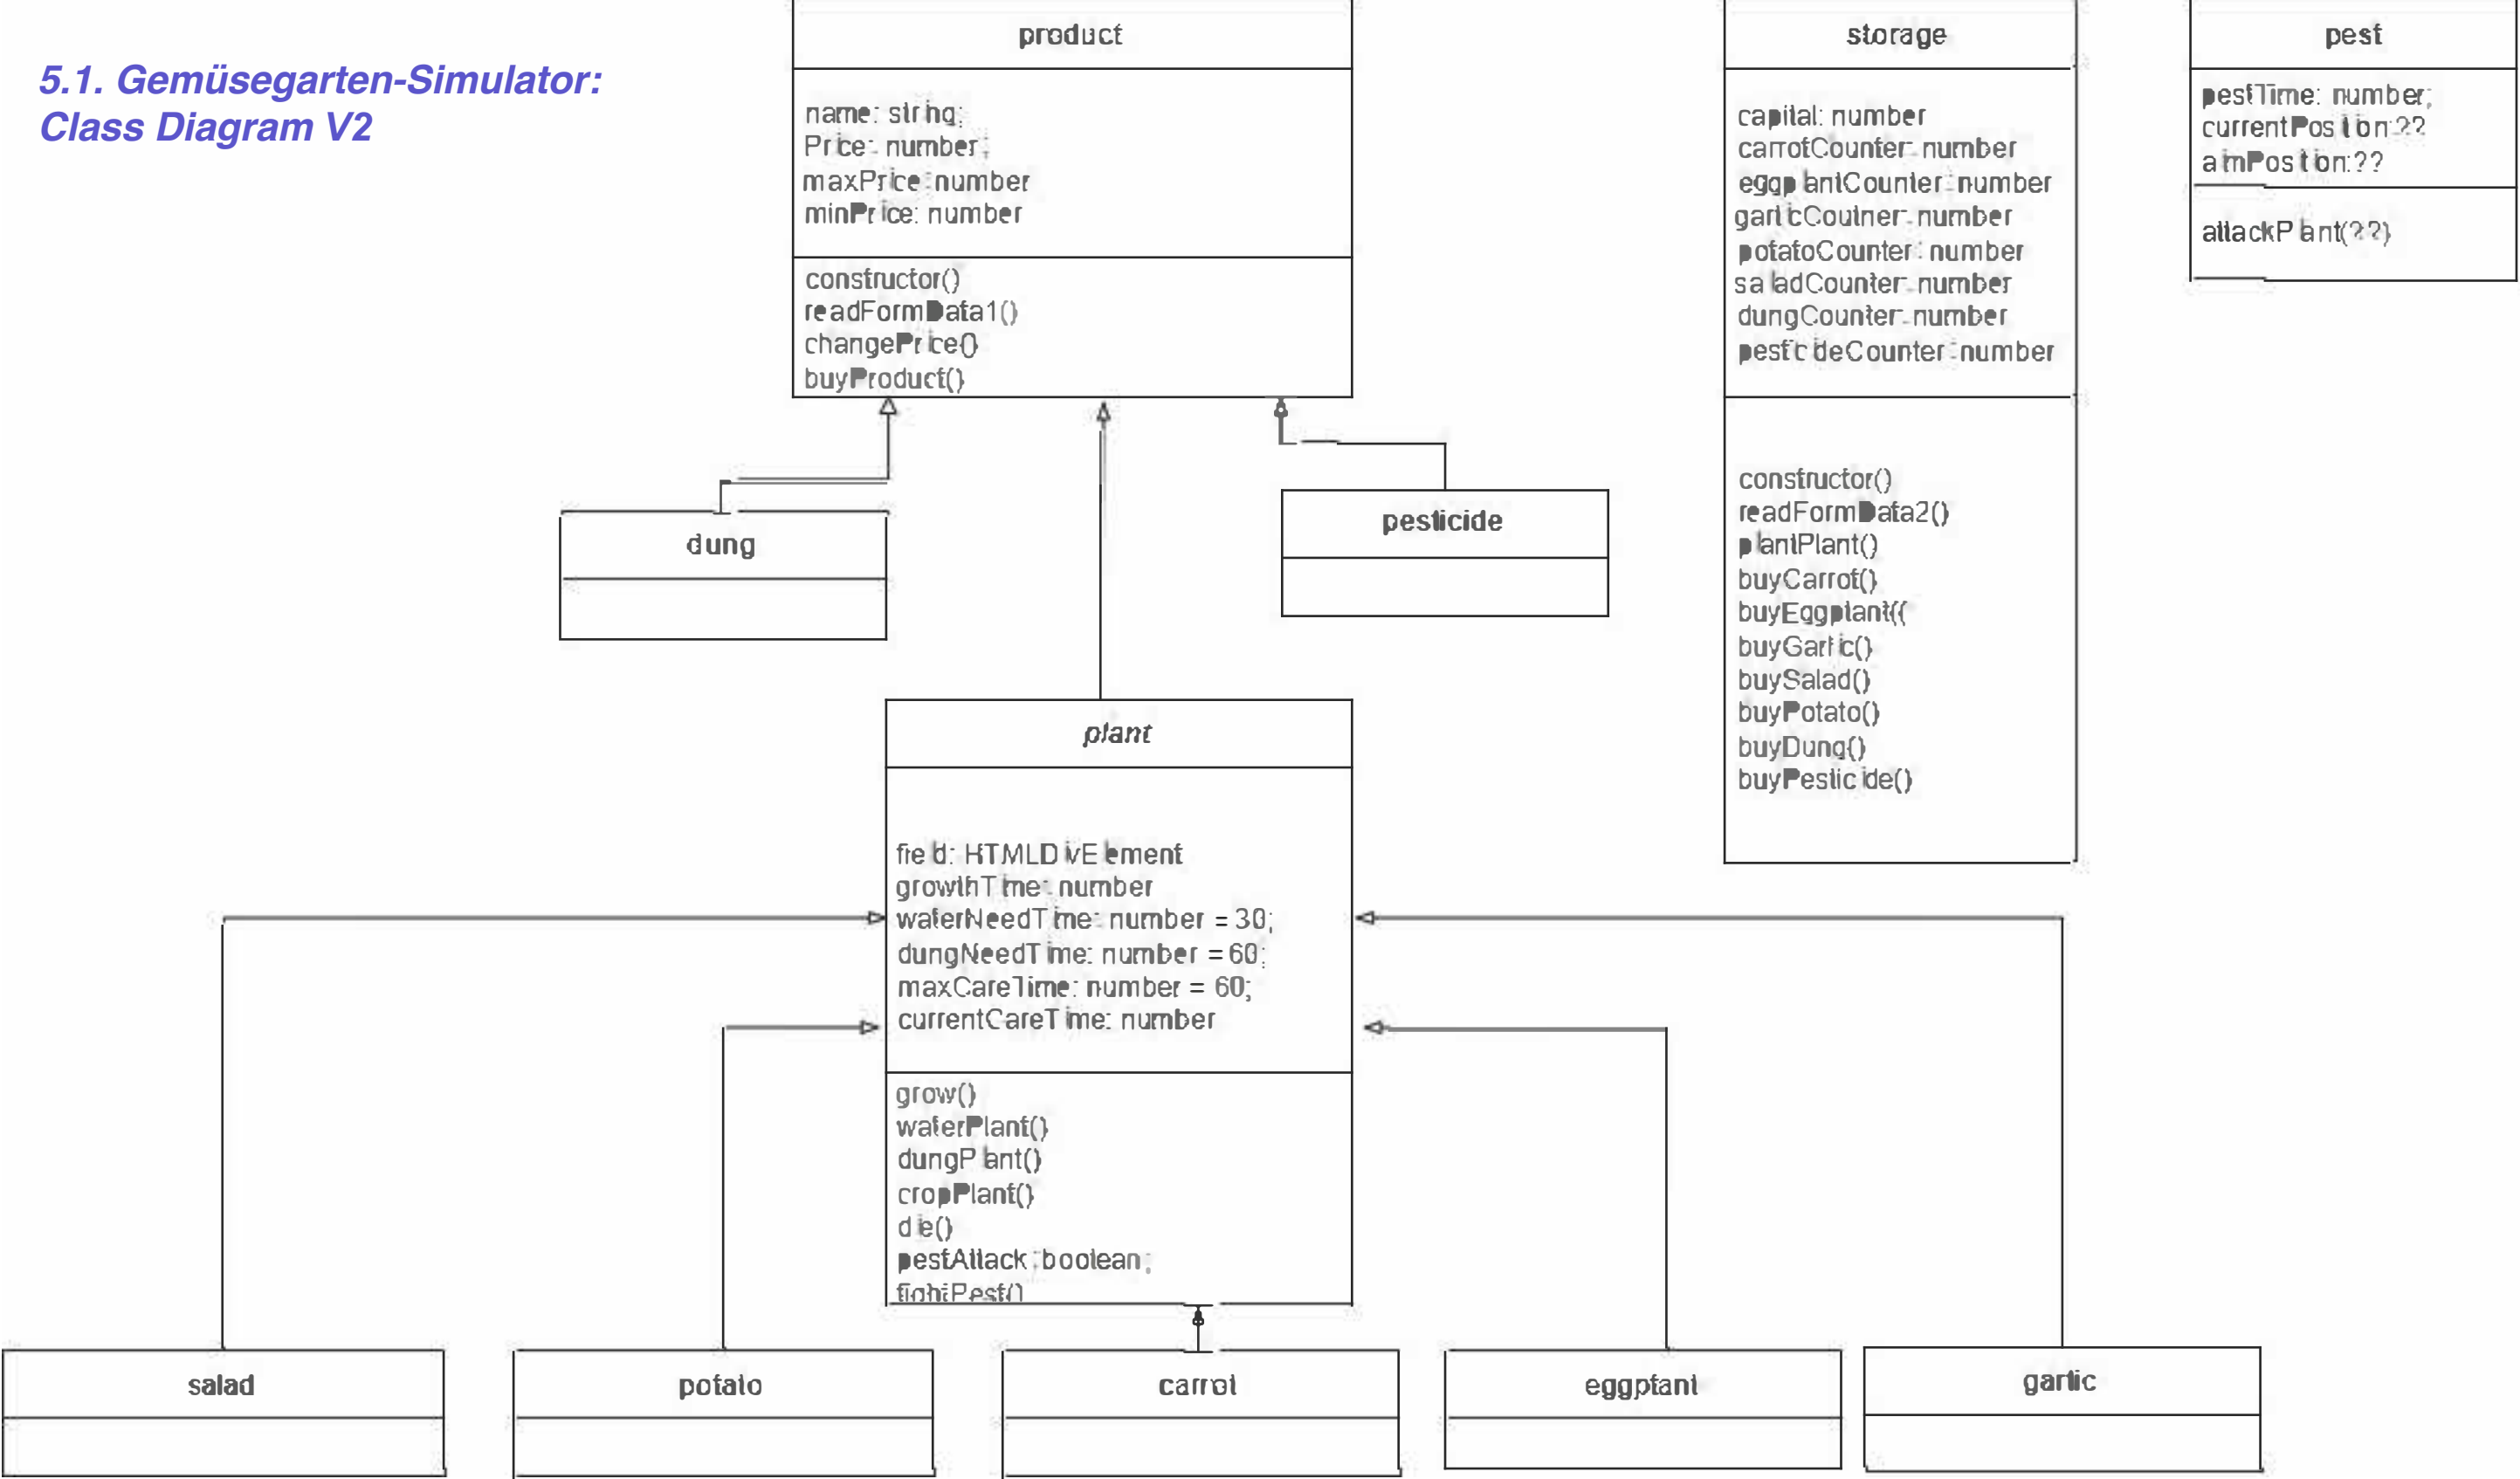 5.1. Gemüsegarten-Simulator:
Class Diagram V2
product
name: string;
Price: number;
maxPrice: number
minPrice: number
constructor()
readFormData1()
changePrice()
buyProduct()
storage
capital: number
carrotCounter: number
eggplantCounter: number
garlicCoutner: number
potatoCounter: number
saladCounter: number
dungCounter: number
pesticideCounter: number
constructor()
readFormData2()
plantPlant()
buyCarrot()
buyEggplant((
buyGarlic()
buySalad()
buyPotato()
buyDung()
buyPesticide()
pest
pestTime: number;
currentPosition:??
aimPosition:??
attackPlant(??)
dung
pesticide
plant
field: HTMLDivElement
growthTime: number
waterNeedTime: number = 30;
dungNeedTime: number = 60;
maxCareTime: number = 60;
currentCareTime: number
grow()
waterPlant()
dungPlant()
cropPlant()
die()
pestAttack: boolean;
fightPest()
salad
potato
carrot
eggplant
garlic